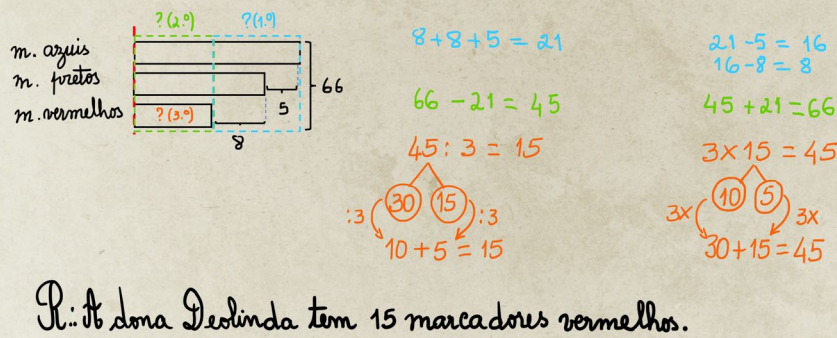 ? (2.º) ? (1.º)
m. azuis
m. pretos
m. vermelhos
? (3.º)
5
8
66
8 + 8 + 5 = 21
66 - 21 = 45
45 : 3 = 15
30 15
:3 :3
10 + 5 = 15
21 - 5 = 16
16 - 8 = 8
45 + 21 = 66
3 x 15 = 45
10 5
3x 3x
30 + 15 = 45
R.: A dona Deolinda tem 15 marcadores vermelhos.